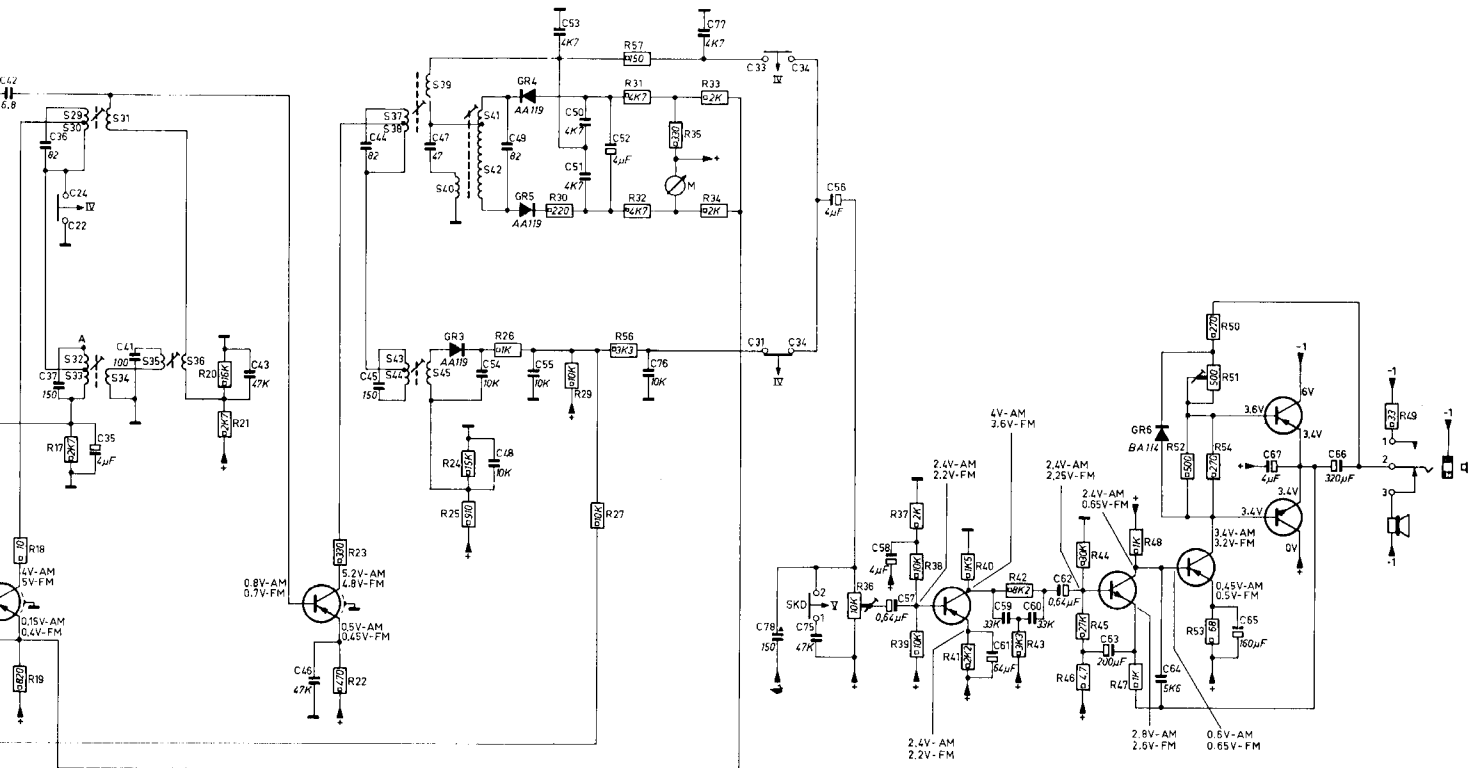 C53
4K7
C77
4K7
R57
150
C33
C34
IV
C42
6.8
S39
GR4
AA119
R31
4K7
R33
2K
S29
S30
S31
C36
82
S37
S38
C44
82
C47
47
S41
C49
82
C50
4K7
C52
4µF
R35
330
+
S42
C51
4K7
S40
M
C24
IV
C22
GR5
AA119
R30
220
R32
4K7
R34
2K
C56
4µF
A
S32
S33
C37
150
C41
100
S34
S35
S36
R20
16K
C43
47K
R21
2K7
+
R17
2K7
C35
4µF
S43
S44
C45
150
GR3
AA119
S45
R26
1K
C54
10K
C55
10K
R29
10K
+
R56
3K3
C76
10K
C31
C34
IV
R24
15K
C48
10K
R25
910
+
R27
10K
R50
270
R51
500
-1
6V
3.6V
3,4V
GR6
BA114
R52
500
R54
270
+
C67
4µF
C66
320µF
3.4V
3.4V
0V
+
-1
R49
33
1
2
3
-1
-1
4V-AM
3.6V-FM
2.4V-AM
2.2V-FM
2,4V-AM
2,25V-FM
2.4V-AM
0.65V-FM
+
R48
1K
3,4V-AM
3.2V-FM
R18
10
4V-AM
5V-FM
0,15V-AM
0,4V-FM
R19
820
+
0.8V-AM
0.7V-FM
R23
330
5.2V-AM
4.8V-FM
0,5V-AM
0.45V-FM
C46
47K
R22
470
+
R37
2K
C58
4µF
+
R38
10K
R40
1K5
R42
8K2
C62
0,64µF
R44
30K
0,45V-AM
0.5V-FM
SKD
2
V
1
R36
10K
C57
0,64µF
C78
150
C75
47K
+
R39
10K
+
R41
2K2
+
C61
64µF
C59
33K
C60
33K
3K3
R43
+
R45
27K
C63
200µF
R46
4,7
+
R47
1K
C64
5K6
R53
68
+
C65
160µF
2.4V-AM
2.2V-FM
2.8V-AM
2.6V-FM
0.6V-AM
0.65V-FM